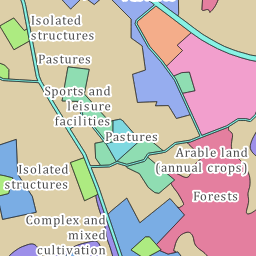 Isolated
structures
Pastures
Sports and
leisure
facilities
Pastures
Arable land
(annual crops)
Isolated
structures
Forests
Complex and
mixed
cultivation